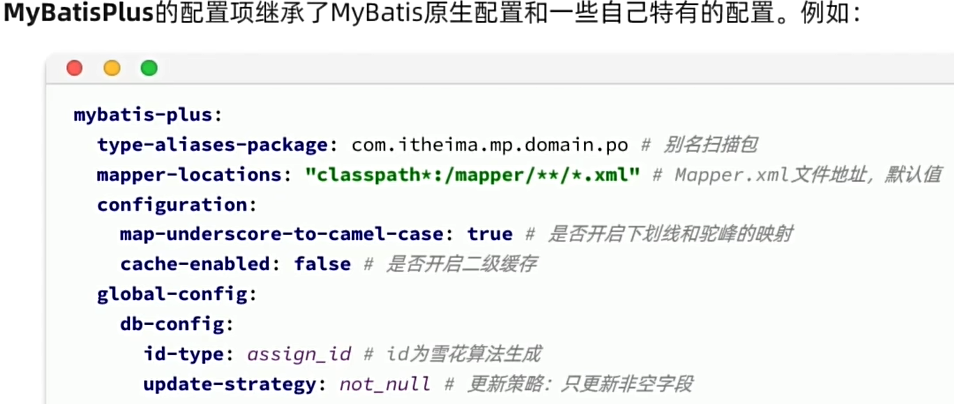 MyBatisPlus的配置项继承了MyBatis原生配置和一些自己特有的配置。例如：
mybatis-plus:
  type-aliases-package: com.itheima.mp.domain.po # 别名扫描包
  mapper-locations: "classpath*:/mapper/**/*.xml" # Mapper.xml文件地址，默认值
  configuration:
    map-underscore-to-camel-case: true # 是否开启下划线和驼峰的映射
    cache-enabled: false # 是否开启二级缓存
  global-config:
    db-config:
      id-type: assign_id # id为雪花算法生成
      update-strategy: not_null # 更新策略：只更新非空字段